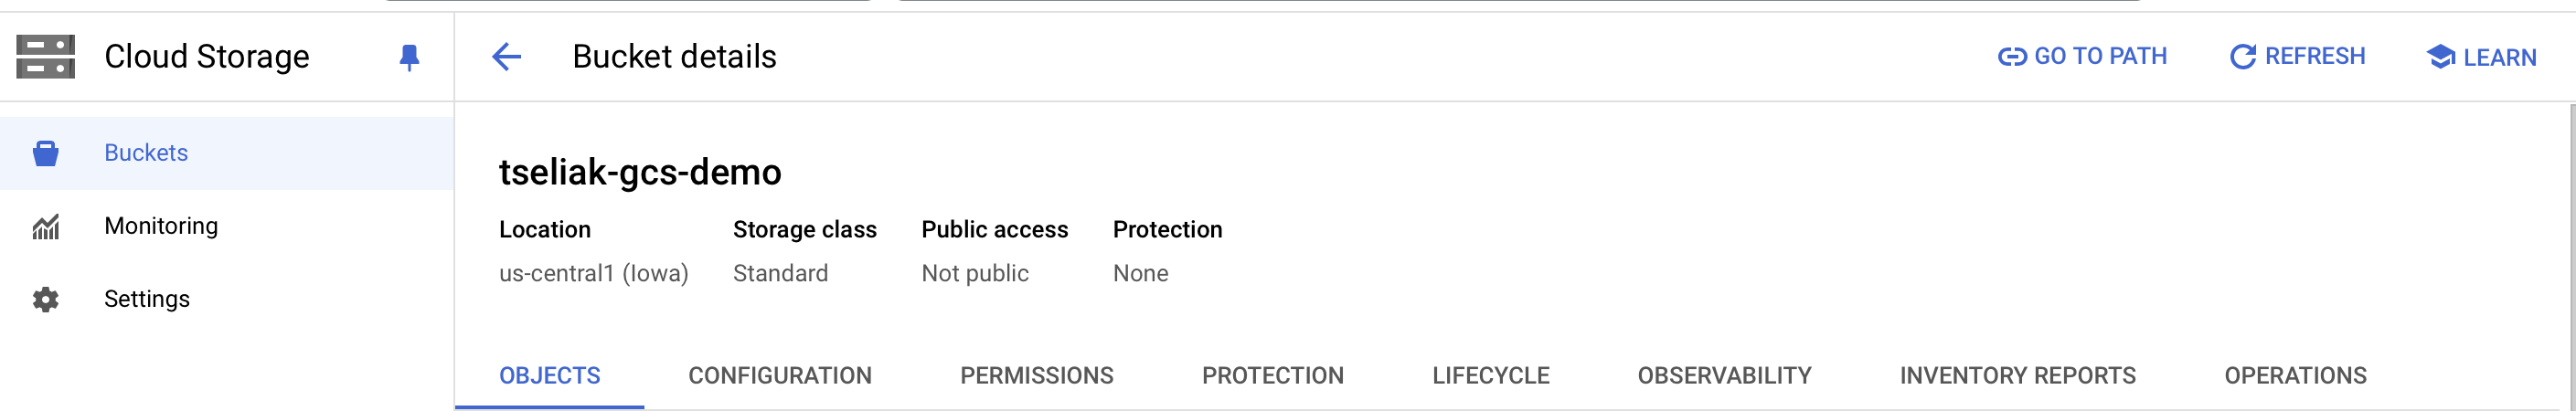 Cloud Storage
Bucket details
GO TO PATH
REFRESH
LEARN
Buckets
Monitoring
Settings
tseliak-gcs-demo
Location Storage class Public access Protection
us-central1 (Iowa) Standard Not public None
OBJECTS CONFIGURATION PERMISSIONS PROTECTION LIFECYCLE OBSERVABILITY INVENTORY REPORTS OPERATIONS